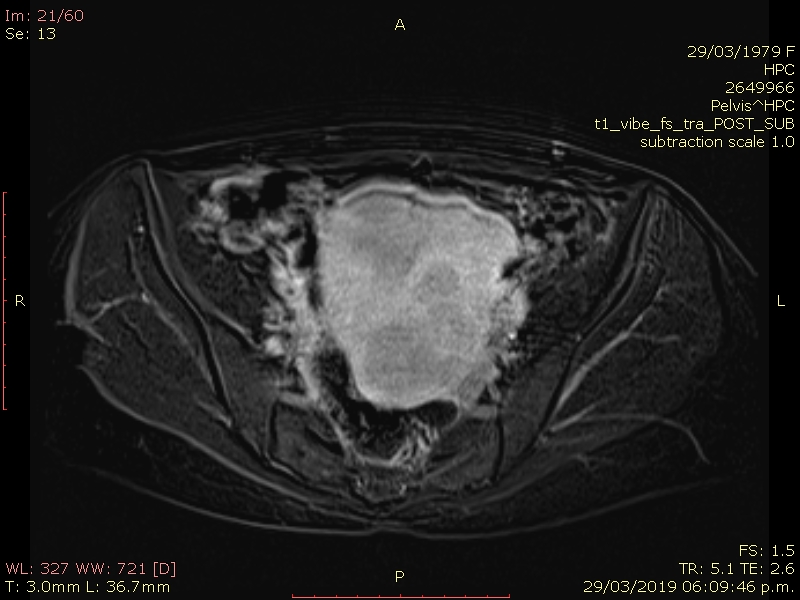 Im: 21/60
Se: 13
A
29/03/1979 F
HPC
2649966
Pelvis^HPC
t1_vibe_fs_tra_POST_SUB
subtraction scale 1.0
R
L
WL: 327 WW: 721 [D]
T: 3.0mm L: 36.7mm
P
FS: 1.5
TR: 5.1 TE: 2.6
29/03/2019 06:09:46 p.m.